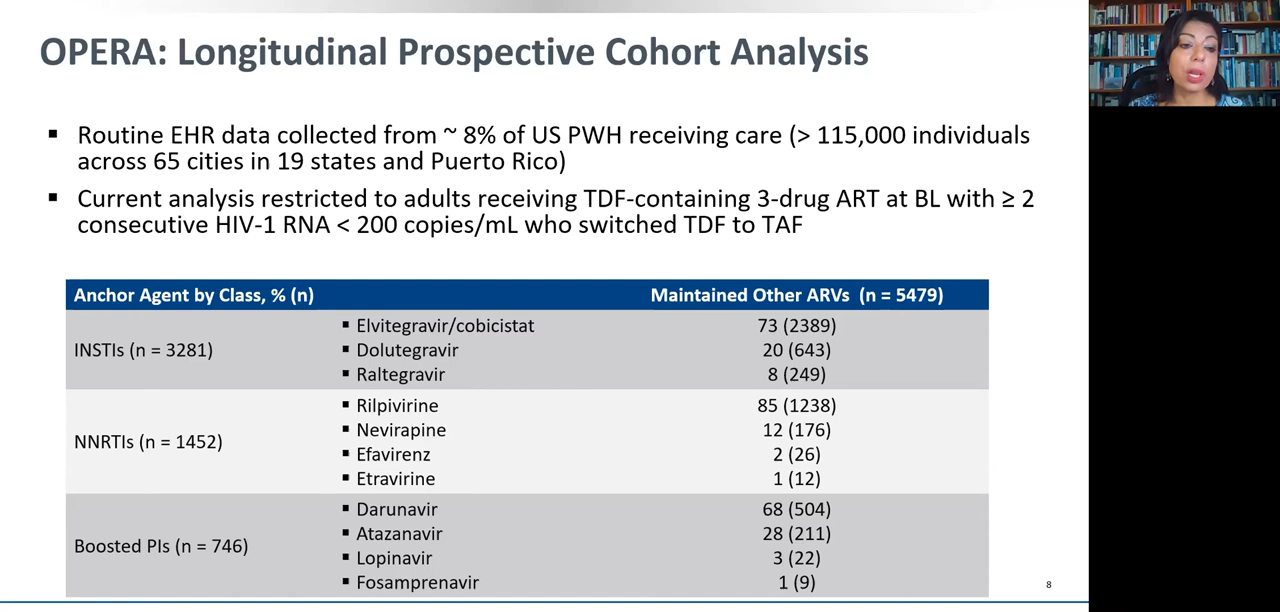 OPERA: Longitudinal Prospective Cohort Analysis
▪ Routine EHR data collected from ~ 8% of US PWH receiving care (> 115,000 individuals
across 65 cities in 19 states and Puerto Rico)
▪ Current analysis restricted to adults receiving TDF-containing 3-drug ART at BL with ≥ 2
consecutive HIV-1 RNA < 200 copies/mL who switched TDF to TAF
Anchor Agent by Class, % (n) Maintained Other ARVs (n = 5479)
▪ Elvitegravir/cobicistat 73 (2389)
INSTIs (n = 3281) ▪ Dolutegravir 20 (643)
▪ Raltegravir 8 (249)
▪ Rilpivirine 85 (1238)
▪ Nevirapine 12 (176)
NNRTIs (n = 1452)
▪ Efavirenz 2 (26)
▪ Etravirine 1 (12)
▪ Darunavir 68 (504)
▪ Atazanavir 28 (211)
Boosted PIs (n = 746)
▪ Lopinavir 3 (22)
▪ Fosamprenavir 1 (9)
8